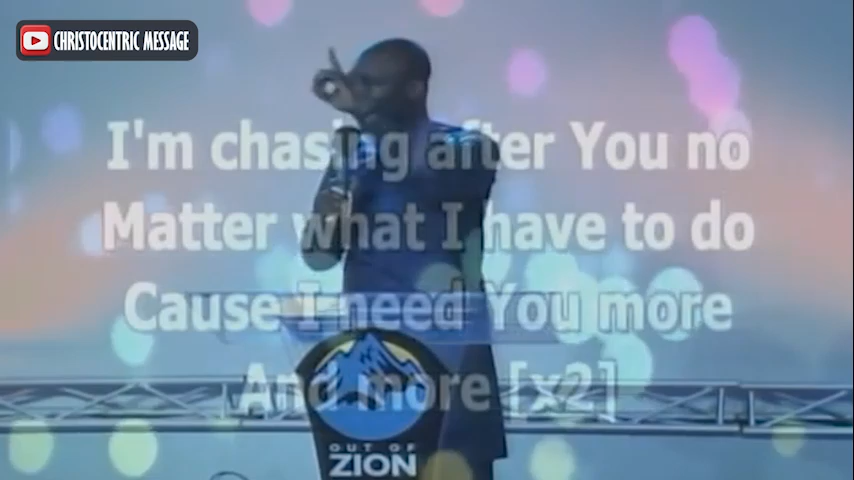 CHRISTOCENTRIC MESSAGE
I'm chasing after You no
Matter what I have to do
Cause I need You more
And more [x2]
OUT OF
ZION